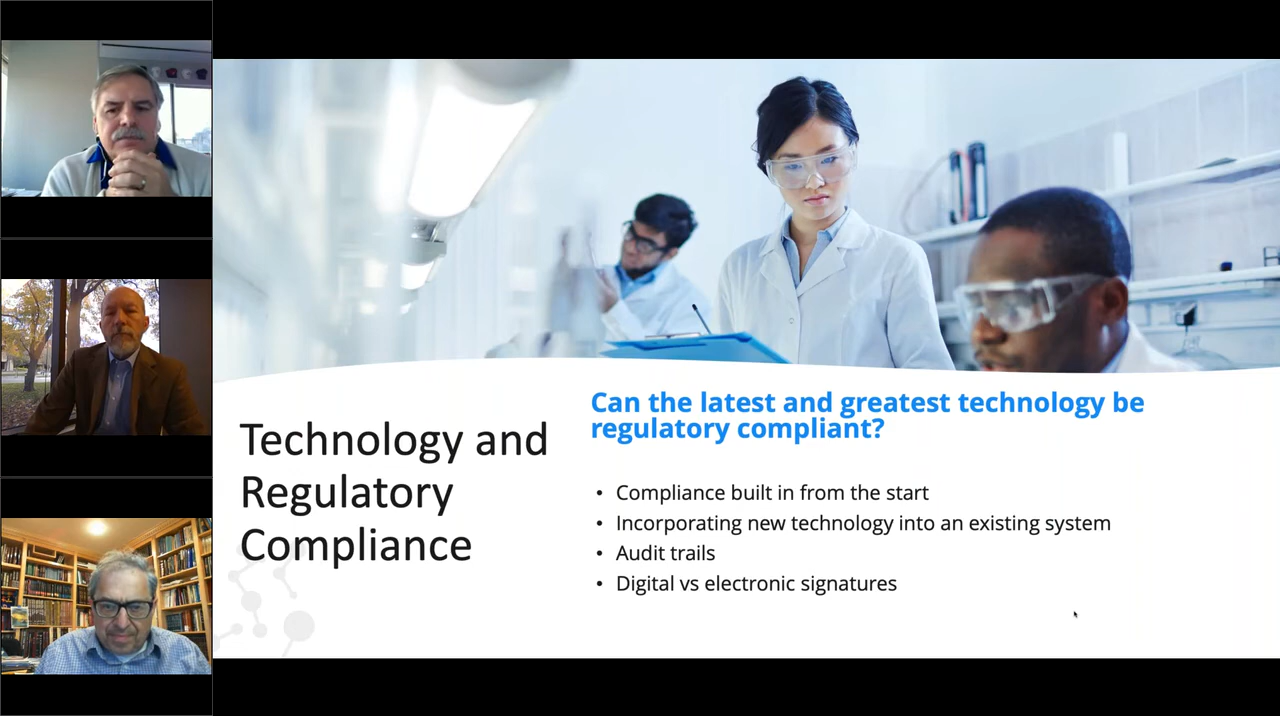 Technology and
Regulatory
Compliance
Can the latest and greatest technology be
regulatory compliant?
• Compliance built in from the start
• Incorporating new technology into an existing system
• Audit trails
• Digital vs electronic signatures